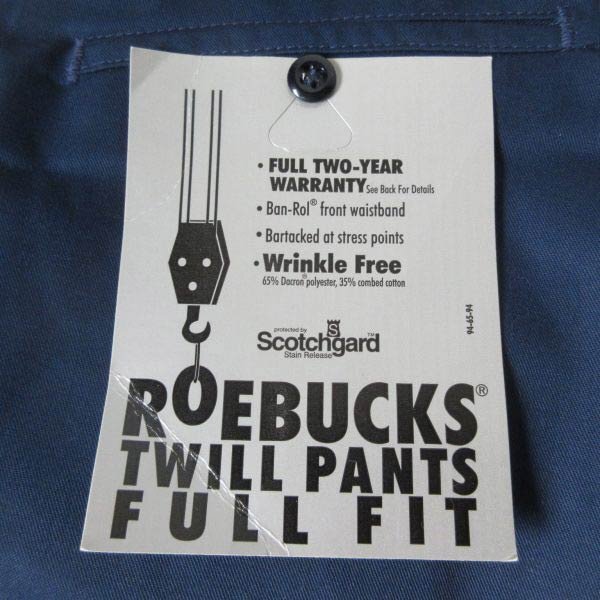 • FULL TWO-YEAR
WARRANTY See Back For Details
• Ban-Rol® front waistband
• Bartacked at stress points
• Wrinkle Free
65% Dacron® polyester, 35% combed cotton
94-65-94
protected by
S
Scotchgard™
Stain Release
ROEBUCKS®
TWILL PANTS
FULL FIT